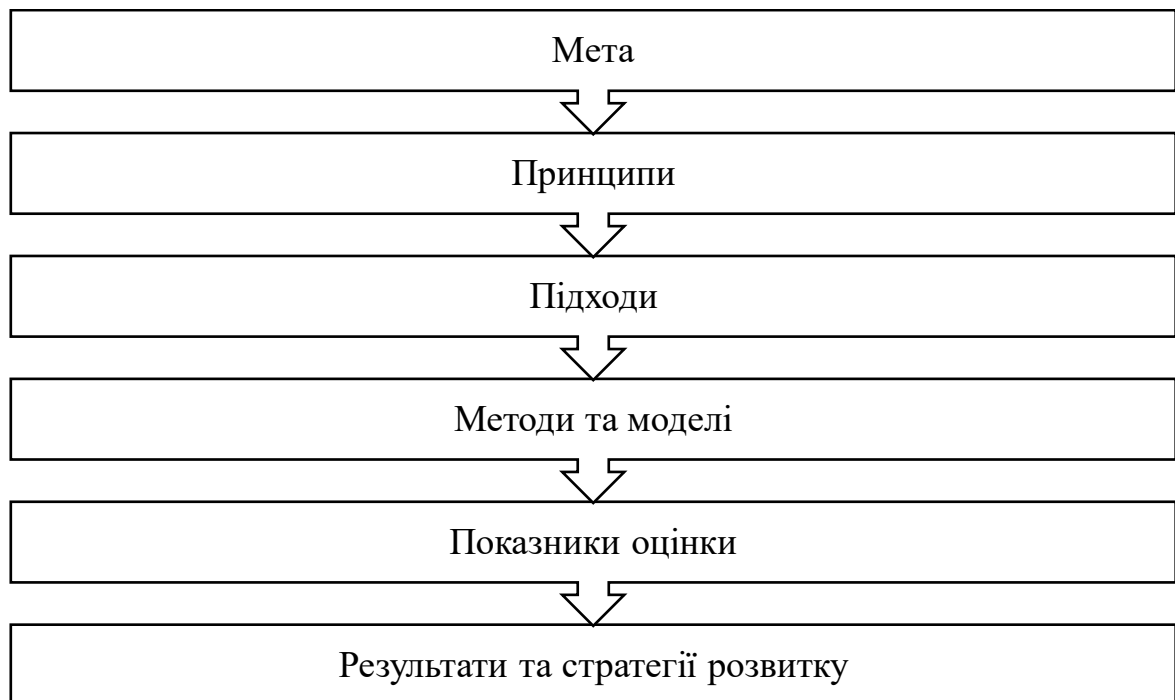 Мета
Принципи
Підходи
Методи та моделі
Показники оцінки
Результати та стратегії розвитку